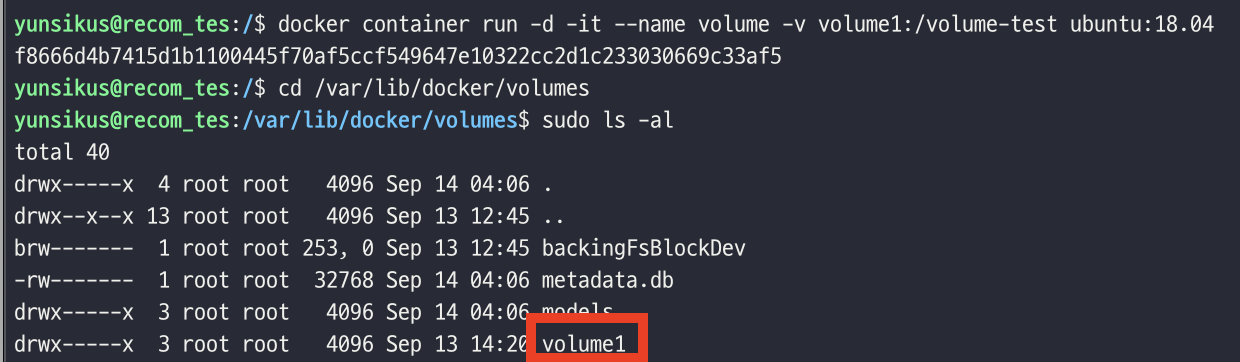 yunsikus@recom_tes:/$ docker container run -d -it --name volume -v volume1:/volume-test ubuntu:18.04
f8666d4b7415d1b1100445f70af5ccf549647e10322cc2d1c233030669c33af5
yunsikus@recom_tes:/$ cd /var/lib/docker/volumes
yunsikus@recom_tes:/var/lib/docker/volumes$ sudo ls -al
total 40
drwx-----x  4 root root   4096 Sep 14 04:06 .
drwx--x--x 13 root root   4096 Sep 13 12:45 ..
brw-------  1 root root 253, 0 Sep 13 12:45 backingFsBlockDev
-rw-------  1 root root  32768 Sep 14 04:06 metadata.db
drwx-----x  3 root root   4096 Sep 14 04:06 models
drwx-----x  3 root root   4096 Sep 13 14:20 volume1